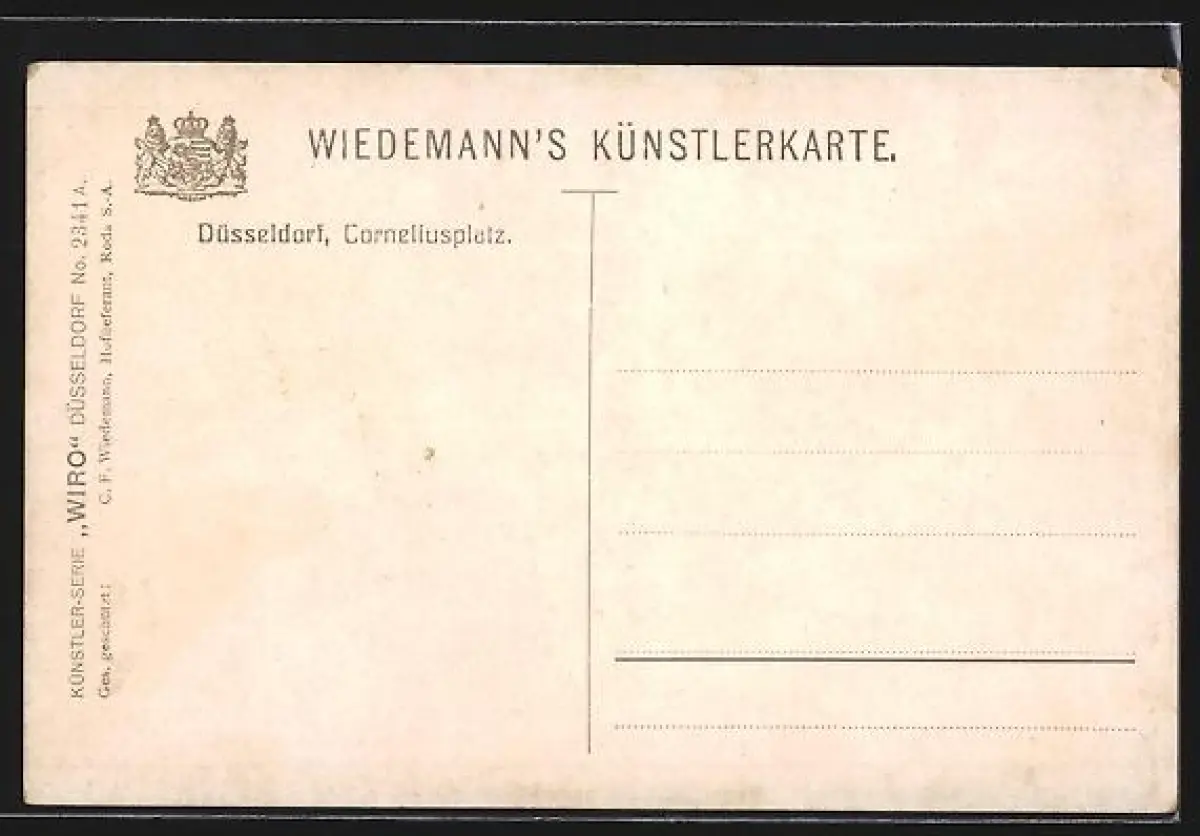 WIEDEMANN'S KÜNSTLERKARTE.
Düsseldorf, Corneliusplatz.
KÜNSTLER-SERIE „WIRO“ DÜSSELDORF No. 2341 A.
Ges. geschützt! C. F. Wiedemann, Hoflieferant, Roda S.-A.